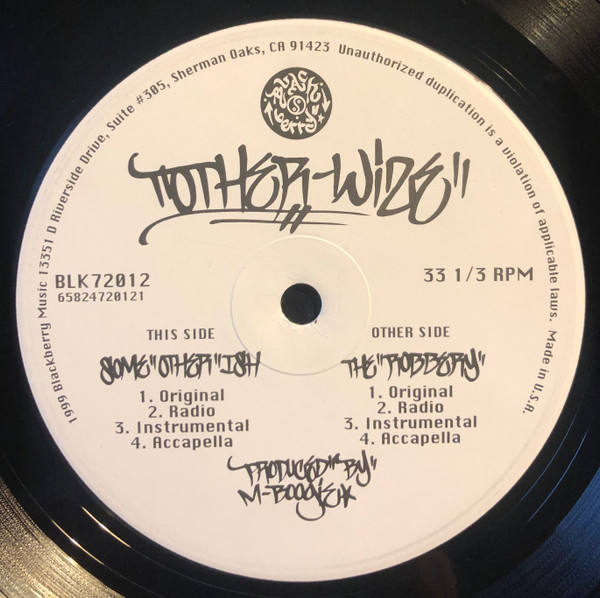 1999 Blackberry Music 13351 D Riverside Drive, Suite #305, Sherman Oaks, CA 91423 Unauthorized duplication is a violation of applicable laws. Made in U.S.A.
Blackberry
"OTHER-WIZE"
BLK72012
65824720121
33 1/3 RPM
THIS SIDE
SOME"OTHER"ISH
1. Original
2. Radio
3. Instrumental
4. Accapella
OTHER SIDE
THE"ROBBERY"
1. Original
2. Radio
3. Instrumental
4. Accapella
PRODUCED"BY"
M-BOOGIE